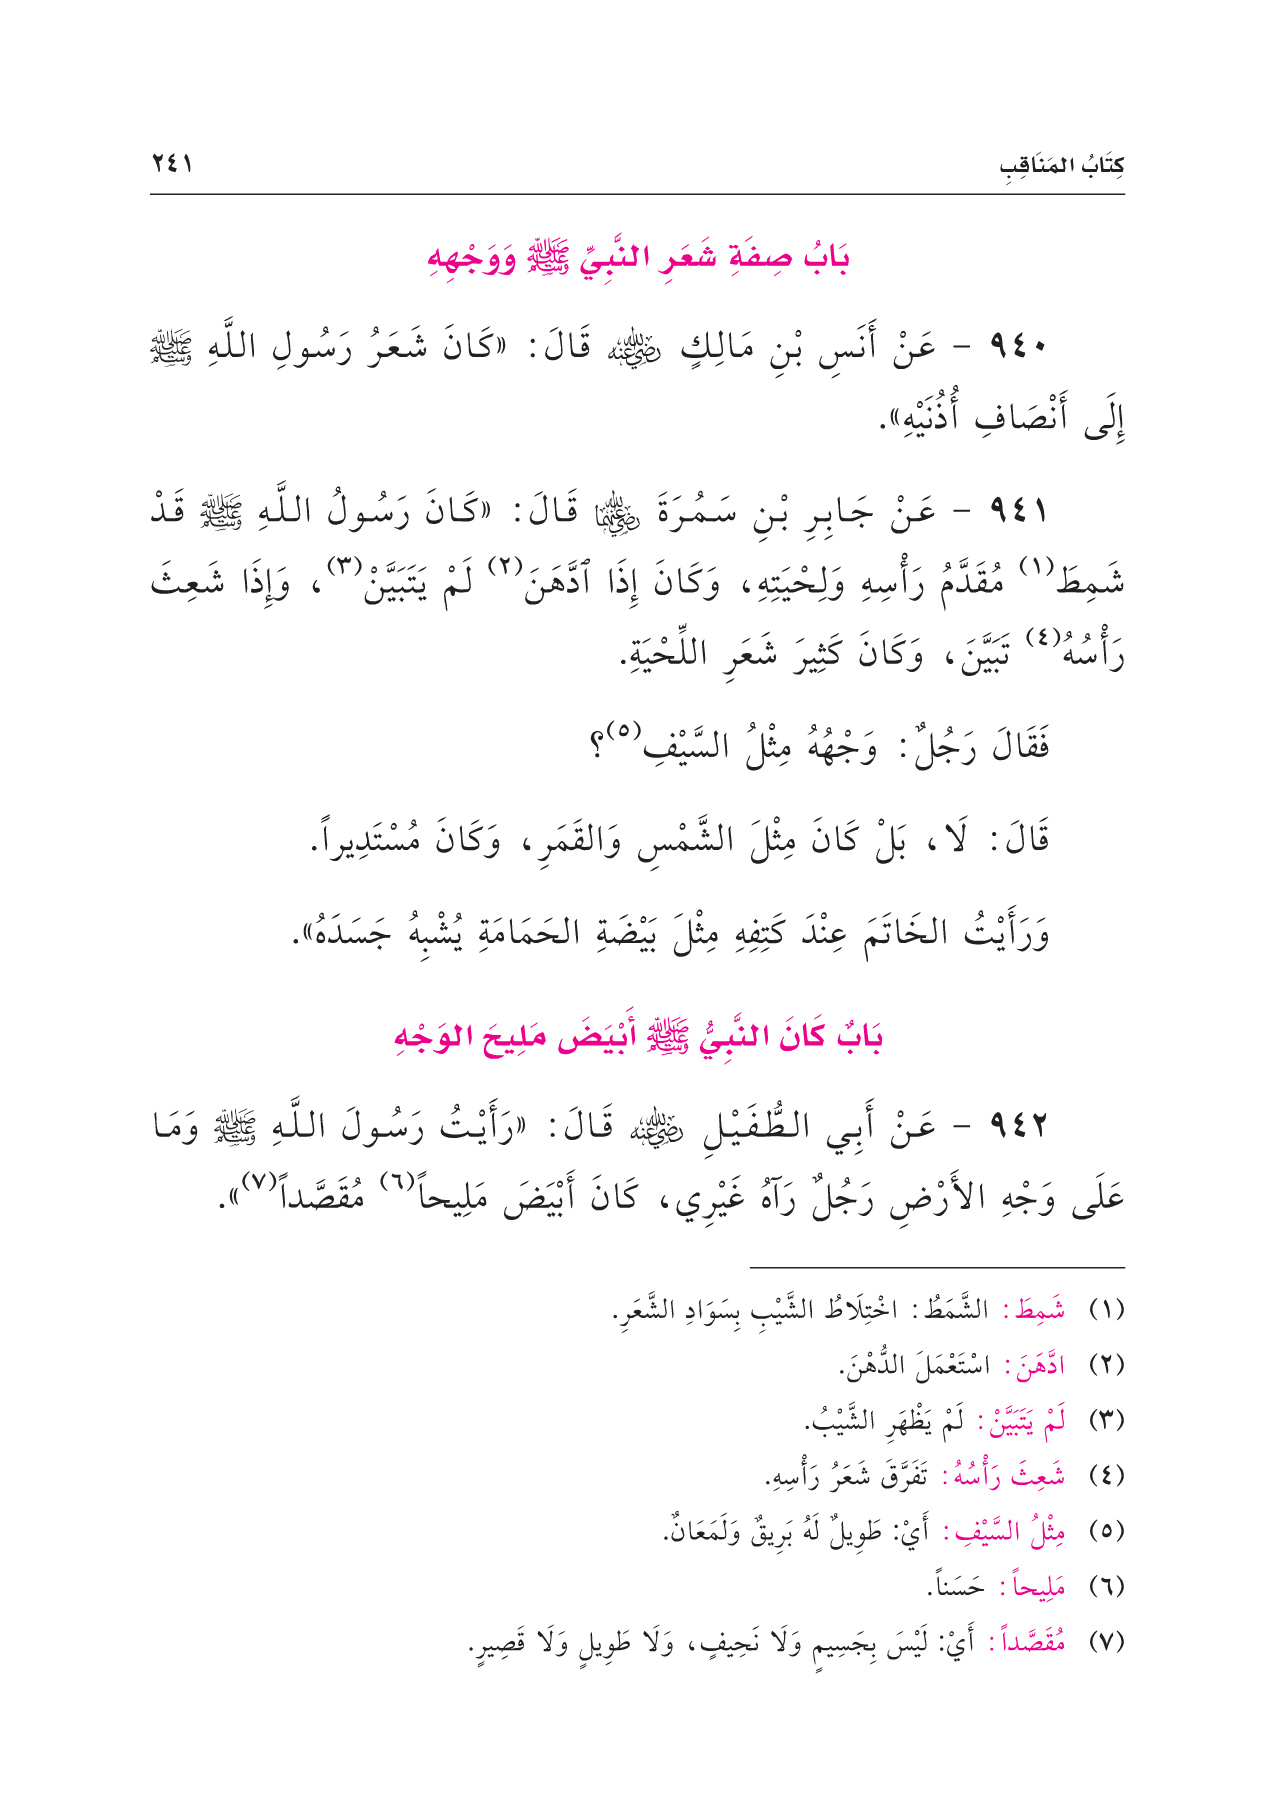 كِتَابُ المَنَاقِبِ ٢٤١
بَابُ صِفَةِ شَعَرِ النَّبِيِّ ﷺ وَوَجْهِهِ
٩٤٠ - عَنْ أَنَسِ بْنِ مَالِكٍ رضي الله عنه قَالَ: «كَانَ شَعَرُ رَسُولِ اللَّهِ ﷺ
إِلَى أَنْصَافِ أُذُنَيْهِ».
٩٤١ - عَنْ جَابِرِ بْنِ سَمُرَةَ رضي الله عنهما قَالَ: «كَانَ رَسُولُ اللَّهِ ﷺ قَدْ
شَمِطَ(١) مُقَدَّمُ رَأْسِهِ وَلِحْيَتِهِ، وَكَانَ إِذَا ٱدَّهَنَ(٢) لَمْ يَتَبَيَّنْ(٣)، وَإِذَا شَعِثَ
رَأْسُهُ(٤) تَبَيَّنَ، وَكَانَ كَثِيرَ شَعَرِ اللِّحْيَةِ.
فَقَالَ رَجُلٌ: وَجْهُهُ مِثْلُ السَّيْفِ(٥)؟
قَالَ: لَا، بَلْ كَانَ مِثْلَ الشَّمْسِ وَالقَمَرِ، وَكَانَ مُسْتَدِيراً.
وَرَأَيْتُ الخَاتَمَ عِنْدَ كَتِفِهِ مِثْلَ بَيْضَةِ الحَمَامَةِ يُشْبِهُ جَسَدَهُ».
بَابٌ كَانَ النَّبِيُّ ﷺ أَبْيَضَ مَلِيحَ الوَجْهِ
٩٤٢ - عَنْ أَبِي الطُّفَيْلِ رضي الله عنه قَالَ: «رَأَيْتُ رَسُولَ اللَّهِ ﷺ وَمَا
عَلَى وَجْهِ الأَرْضِ رَجُلٌ رَآهُ غَيْرِي، كَانَ أَبْيَضَ مَلِيحاً(٦) مُقَصَّداً(٧)».
(١) شَمِطَ: الشَّمَطُ: اخْتِلَاطُ الشَّيْبِ بِسَوَادِ الشَّعَرِ.
(٢) ادَّهَنَ: اسْتَعْمَلَ الدُّهْنَ.
(٣) لَمْ يَتَبَيَّنْ: لَمْ يَظْهَرِ الشَّيْبُ.
(٤) شَعِثَ رَأْسُهُ: تَفَرَّقَ شَعَرُ رَأْسِهِ.
(٥) مِثْلُ السَّيْفِ: أَيْ: طَوِيلٌ لَهُ بَرِيقٌ وَلَمَعَانٌ.
(٦) مَلِيحاً: حَسَناً.
(٧) مُقَصَّداً: أَيْ: لَيْسَ بِجَسِيمٍ وَلَا نَحِيفٍ، وَلَا طَوِيلٍ وَلَا قَصِيرٍ.